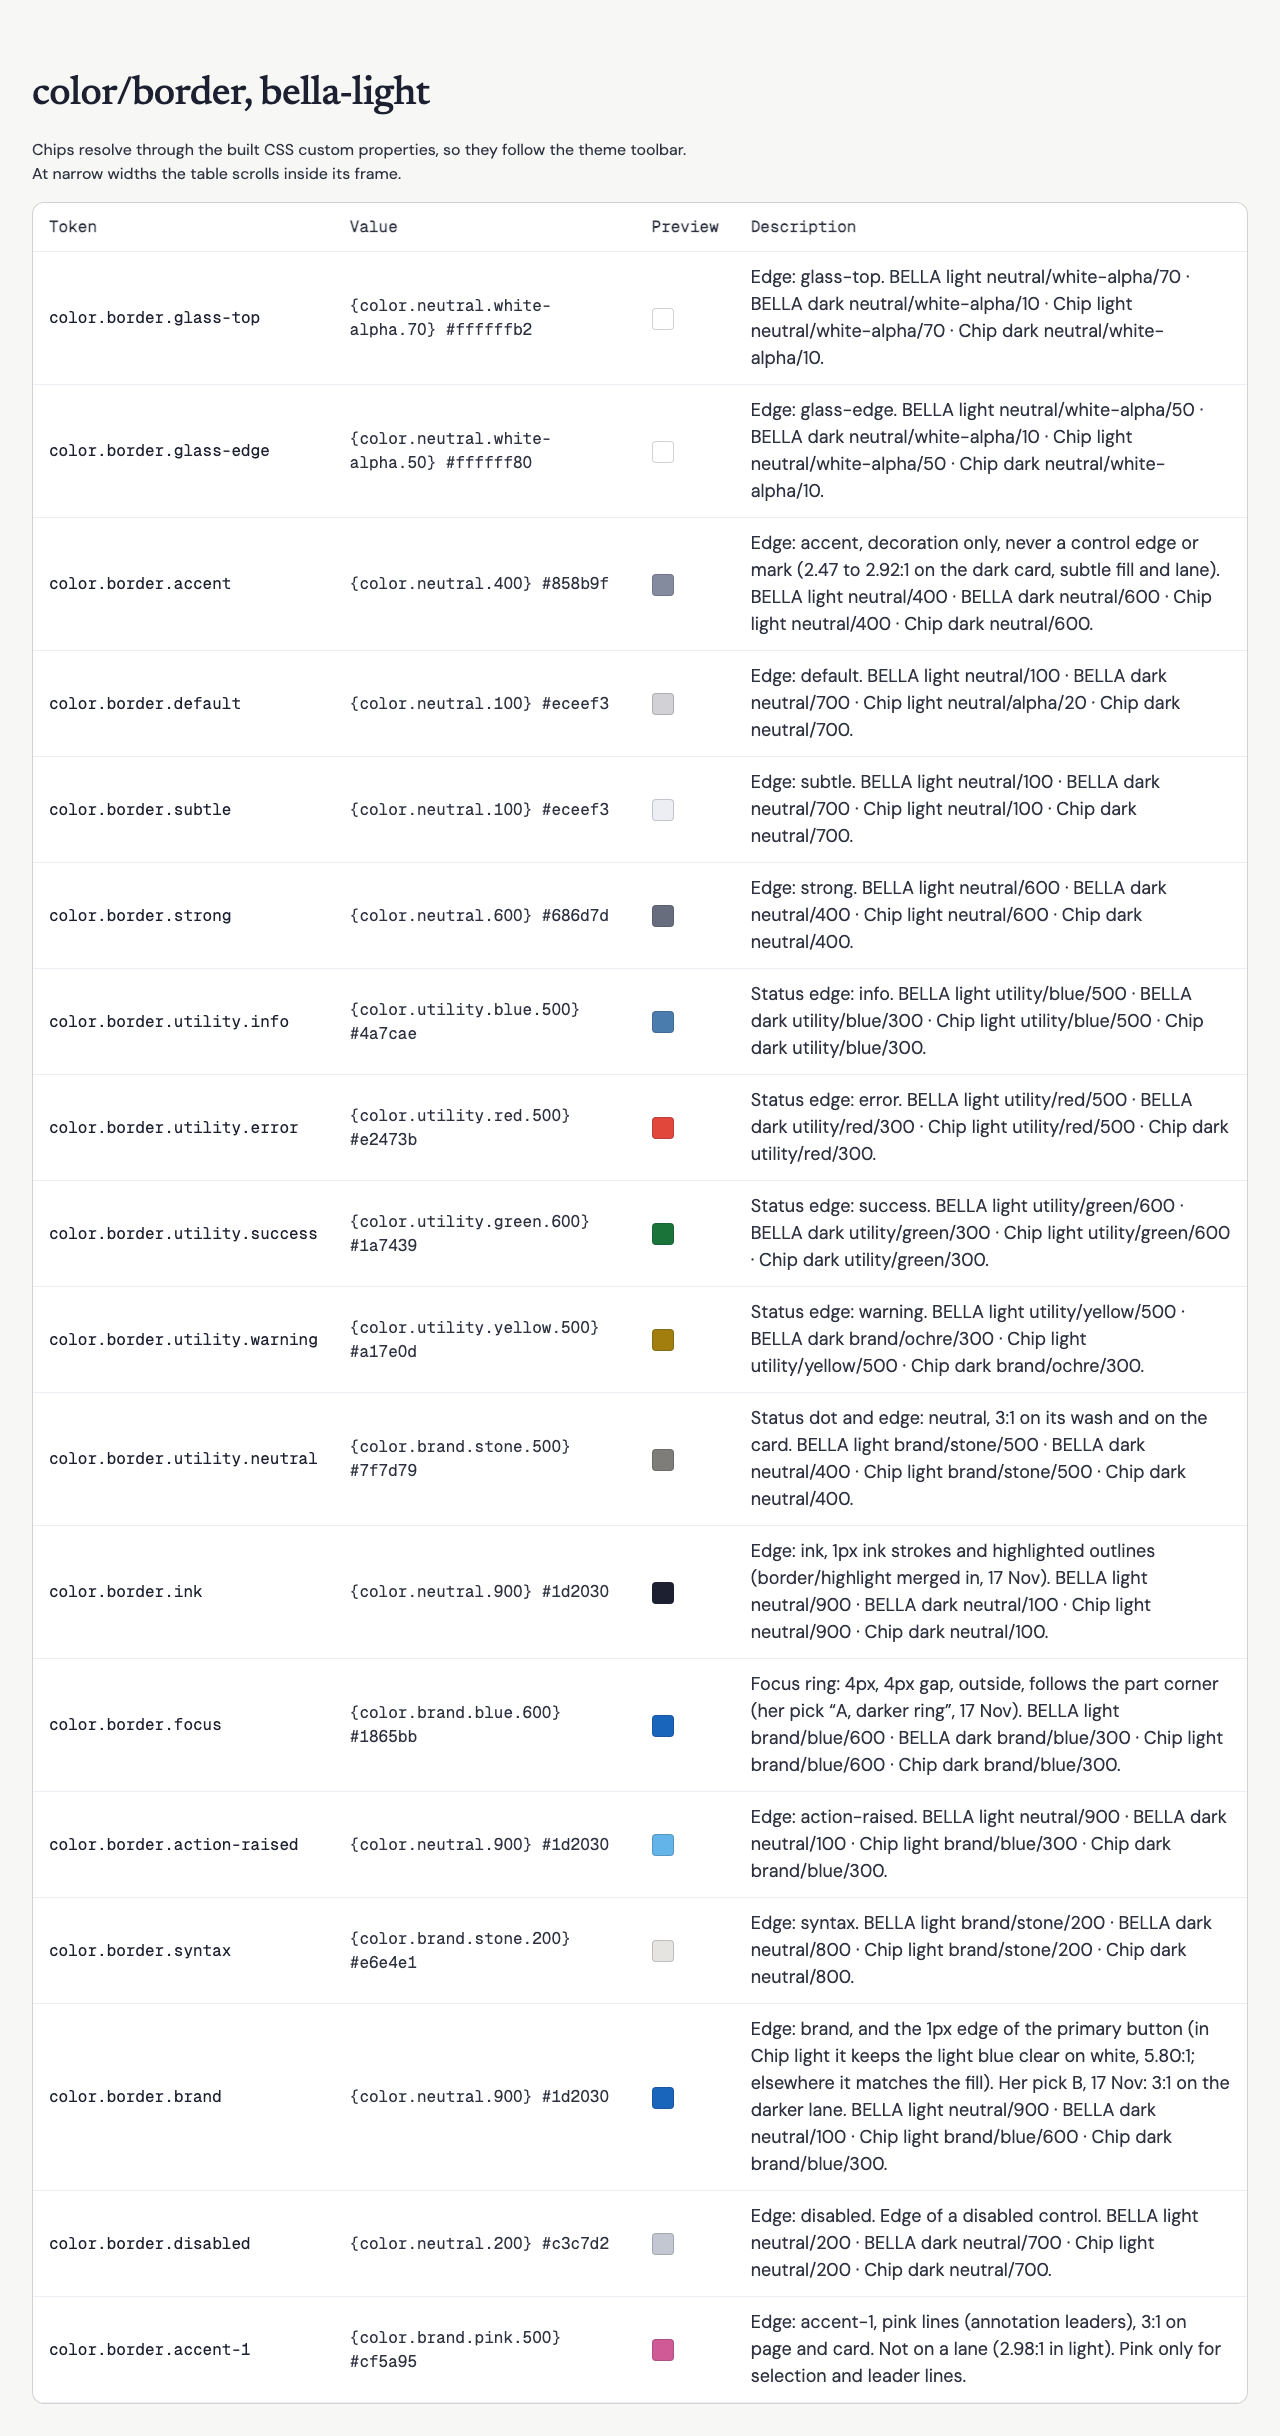 color/border, bella-light
Chips resolve through the built CSS custom properties, so they follow the theme toolbar.
At narrow widths the table scrolls inside its frame.
Token Value Preview Description
color.border.glass-top
{color.neutral.white-
alpha.70} #ffffffb2
Edge: glass-top. BELLA light neutral/white-alpha/70 ·
BELLA dark neutral/white-alpha/10 · Chip light
neutral/white-alpha/70 · Chip dark neutral/white-
alpha/10.
color.border.glass-edge
{color.neutral.white-
alpha.50} #ffffff80
Edge: glass-edge. BELLA light neutral/white-alpha/50 ·
BELLA dark neutral/white-alpha/10 · Chip light
neutral/white-alpha/50 · Chip dark neutral/white-
alpha/10.
color.border.accent
{color.neutral.400} #858b9f
Edge: accent, decoration only, never a control edge or
mark (2.47 to 2.92:1 on the dark card, subtle fill and lane).
BELLA light neutral/400 · BELLA dark neutral/600 · Chip
light neutral/400 · Chip dark neutral/600.
color.border.default
{color.neutral.100} #eceef3
Edge: default. BELLA light neutral/100 · BELLA dark
neutral/700 · Chip light neutral/alpha/20 · Chip dark
neutral/700.
color.border.subtle
{color.neutral.100} #eceef3
Edge: subtle. BELLA light neutral/100 · BELLA dark
neutral/700 · Chip light neutral/100 · Chip dark
neutral/700.
color.border.strong
{color.neutral.600} #686d7d
Edge: strong. BELLA light neutral/600 · BELLA dark
neutral/400 · Chip light neutral/600 · Chip dark
neutral/400.
color.border.utility.info
{color.utility.blue.500}
#4a7cae
Status edge: info. BELLA light utility/blue/500 · BELLA
dark utility/blue/300 · Chip light utility/blue/500 · Chip
dark utility/blue/300.
color.border.utility.error
{color.utility.red.500}
#e2473b
Status edge: error. BELLA light utility/red/500 · BELLA
dark utility/red/300 · Chip light utility/red/500 · Chip dark
utility/red/300.
color.border.utility.success
{color.utility.green.600}
#1a7439
Status edge: success. BELLA light utility/green/600 ·
BELLA dark utility/green/300 · Chip light utility/green/600
· Chip dark utility/green/300.
color.border.utility.warning
{color.utility.yellow.500}
#a17e0d
Status edge: warning. BELLA light utility/yellow/500 ·
BELLA dark brand/ochre/300 · Chip light
utility/yellow/500 · Chip dark brand/ochre/300.
color.border.utility.neutral
{color.brand.stone.500}
#7f7d79
Status dot and edge: neutral, 3:1 on its wash and on the
card. BELLA light brand/stone/500 · BELLA dark
neutral/400 · Chip light brand/stone/500 · Chip dark
neutral/400.
color.border.ink
{color.neutral.900} #1d2030
Edge: ink, 1px ink strokes and highlighted outlines
(border/highlight merged in, 17 Nov). BELLA light
neutral/900 · BELLA dark neutral/100 · Chip light
neutral/900 · Chip dark neutral/100.
color.border.focus
{color.brand.blue.600}
#1865bb
Focus ring: 4px, 4px gap, outside, follows the part corner
(her pick “A, darker ring”, 17 Nov). BELLA light
brand/blue/600 · BELLA dark brand/blue/300 · Chip light
brand/blue/600 · Chip dark brand/blue/300.
color.border.action-raised
{color.neutral.900} #1d2030
Edge: action-raised. BELLA light neutral/900 · BELLA dark
neutral/100 · Chip light brand/blue/300 · Chip dark
brand/blue/300.
color.border.syntax
{color.brand.stone.200}
#e6e4e1
Edge: syntax. BELLA light brand/stone/200 · BELLA dark
neutral/800 · Chip light brand/stone/200 · Chip dark
neutral/800.
color.border.brand
{color.neutral.900} #1d2030
Edge: brand, and the 1px edge of the primary button (in
Chip light it keeps the light blue clear on white, 5.80:1;
elsewhere it matches the fill). Her pick B, 17 Nov: 3:1 on the
darker lane. BELLA light neutral/900 · BELLA dark
neutral/100 · Chip light brand/blue/600 · Chip dark
brand/blue/300.
color.border.disabled
{color.neutral.200} #c3c7d2
Edge: disabled. Edge of a disabled control. BELLA light
neutral/200 · BELLA dark neutral/700 · Chip light
neutral/200 · Chip dark neutral/700.
color.border.accent-1
{color.brand.pink.500}
#cf5a95
Edge: accent-1, pink lines (annotation leaders), 3:1 on
page and card. Not on a lane (2.98:1 in light). Pink only for
selection and leader lines.